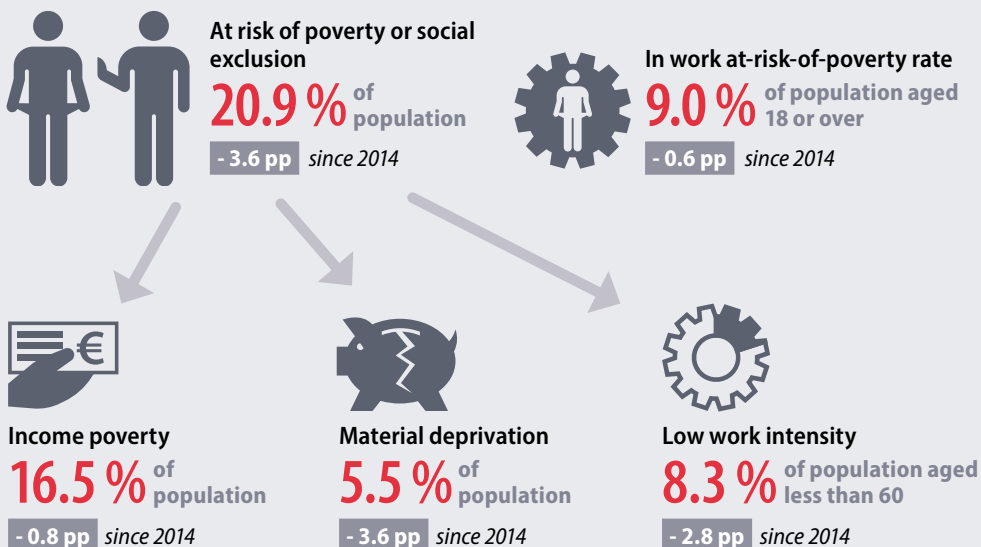 At risk of poverty or social
exclusion
20.9 % of
population
- 3.6 pp since 2014
In work at-risk-of-poverty rate
9.0 % of population aged
18 or over
- 0.6 pp since 2014
€
Income poverty
16.5 % of
population
- 0.8 pp since 2014
Material deprivation
5.5 % of
population
- 3.6 pp since 2014
Low work intensity
8.3 % of population aged
less than 60
- 2.8 pp since 2014